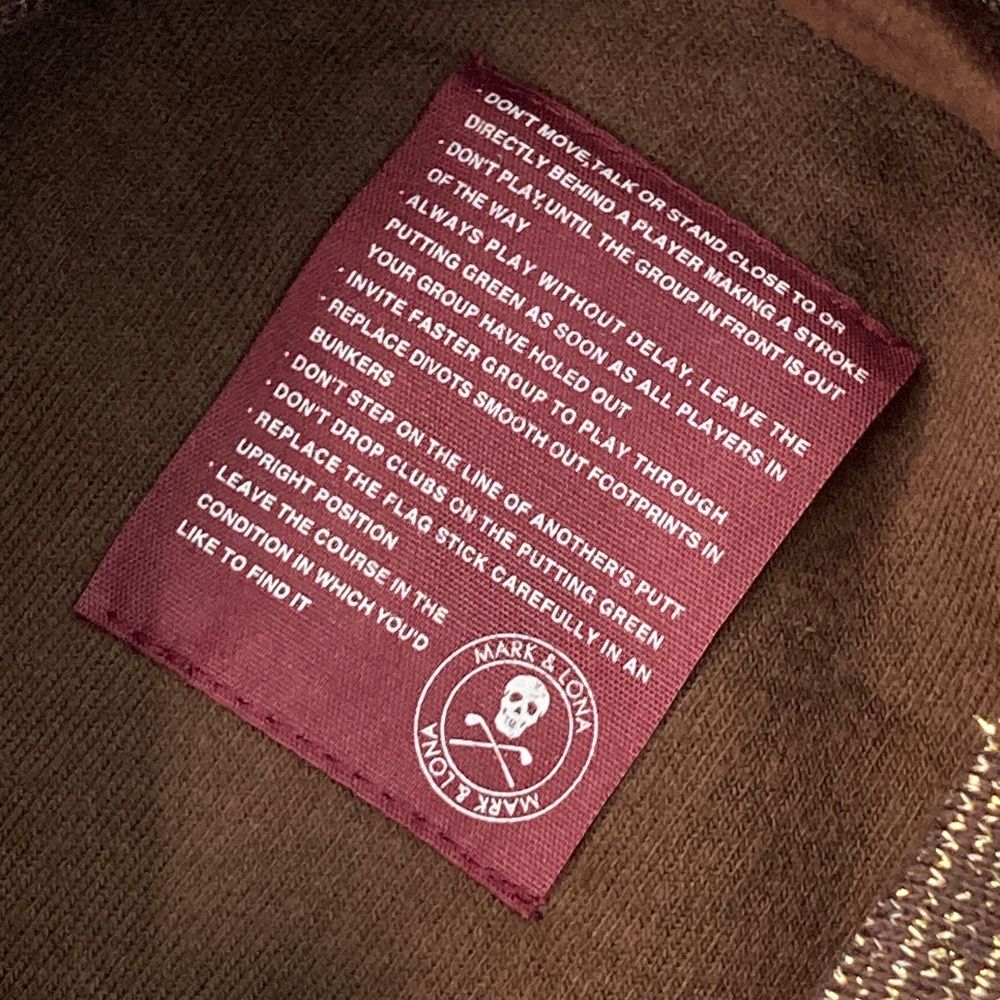 · DON'T MOVE,TALK OR STAND CLOSE TO OR
DIRECTLY BEHIND A PLAYER MAKING A STROKE
· DON'T PLAY,UNTIL THE GROUP IN FRONT IS OUT
OF THE WAY
· ALWAYS PLAY WITHOUT DELAY, LEAVE THE
PUTTING GREEN AS SOON AS ALL PLAYERS IN
YOUR GROUP HAVE HOLED OUT
· INVITE FASTER GROUP TO PLAY THROUGH
· REPLACE DIVOTS SMOOTH OUT FOOTPRINTS IN
BUNKERS
· DON'T STEP ON THE LINE OF ANOTHER'S PUTT
· DON'T DROP CLUBS ON THE PUTTING GREEN
· REPLACE THE FLAG STICK CAREFULLY IN AN
UPRIGHT POSITION
· LEAVE THE COURSE IN THE
CONDITION IN WHICH YOU'D
LIKE TO FIND IT
MARK & LONA
TM
MARK & LONA